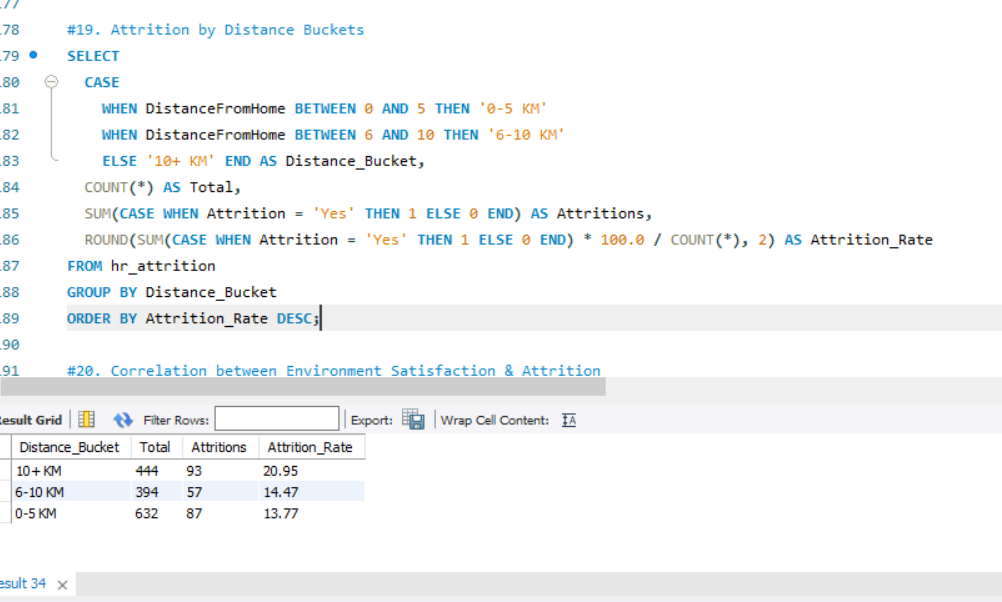 177
178 #19. Attrition by Distance Buckets
179 SELECT
180 CASE
181 WHEN DistanceFromHome BETWEEN 0 AND 5 THEN '0-5 KM'
182 WHEN DistanceFromHome BETWEEN 6 AND 10 THEN '6-10 KM'
183 ELSE '10+ KM' END AS Distance_Bucket,
184 COUNT(*) AS Total,
185 SUM(CASE WHEN Attrition = 'Yes' THEN 1 ELSE 0 END) AS Attritions,
186 ROUND(SUM(CASE WHEN Attrition = 'Yes' THEN 1 ELSE 0 END) * 100.0 / COUNT(*), 2) AS Attrition_Rate
187 FROM hr_attrition
188 GROUP BY Distance_Bucket
189 ORDER BY Attrition_Rate DESC;
190
191 #20. Correlation between Environment Satisfaction & Attrition
Result Grid Filter Rows: Export: Wrap Cell Content: IA
Distance_Bucket Total Attritions Attrition_Rate
10+ KM 444 93 20.95
6-10 KM 394 57 14.47
0-5 KM 632 87 13.77
Result 34